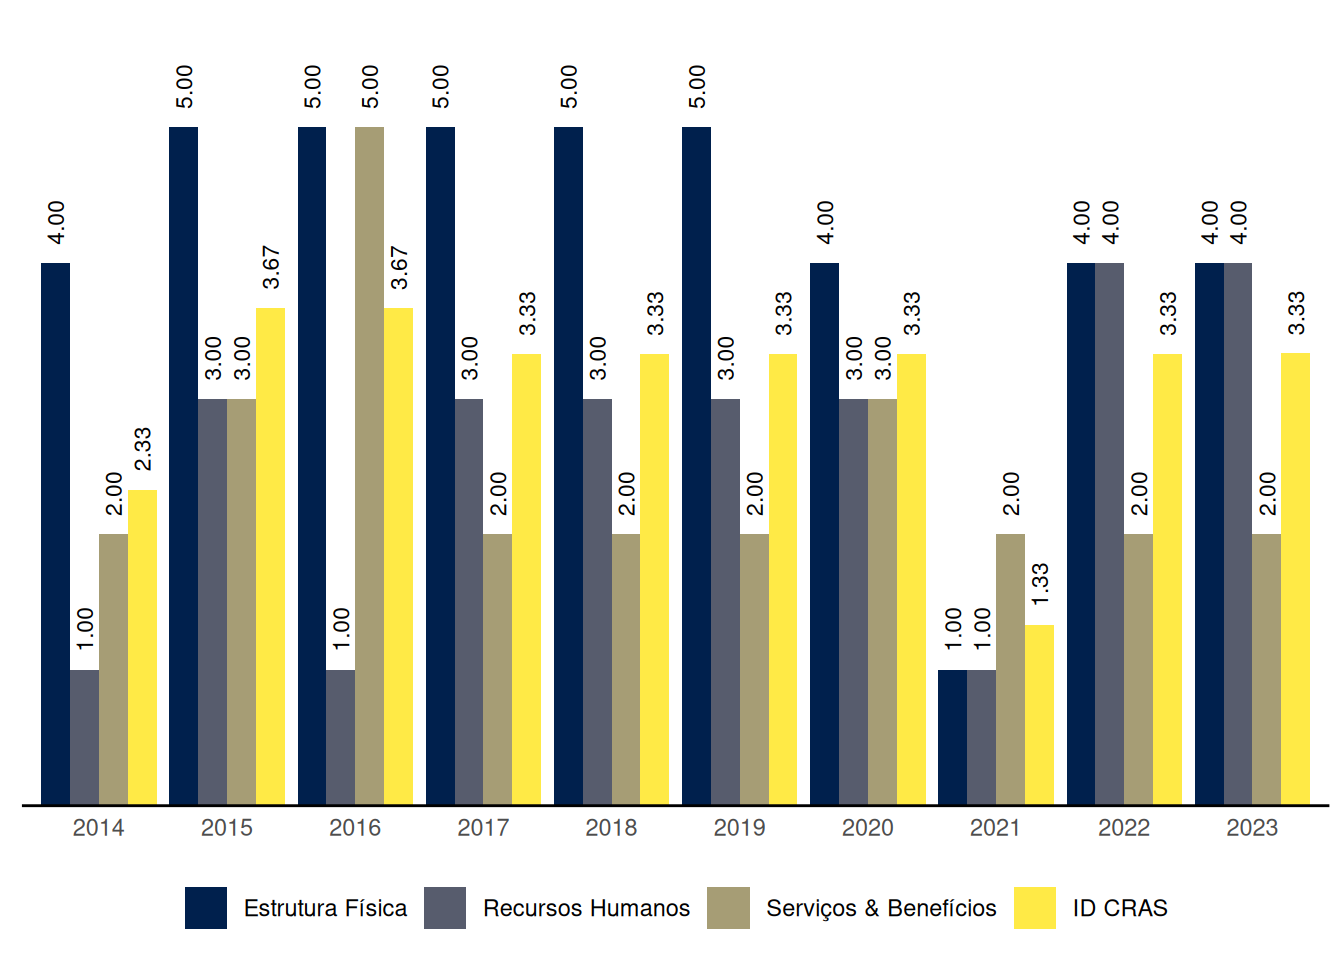 5.00 5.00 5.00 5.00 5.00 5.00
4.00 4.00 4.00 4.00 4.00 4.00
3.67 3.67
3.33 3.33 3.33 3.33 3.33 3.33
3.00 3.00 3.00 3.00 3.00 3.00 3.00
2.33
2.00 2.00 2.00 2.00 2.00 2.00 2.00
1.33
1.00 1.00 1.00 1.00
2014 2015 2016 2017 2018 2019 2020 2021 2022 2023
Estrutura Física Recursos Humanos Serviços & Benefícios ID CRAS